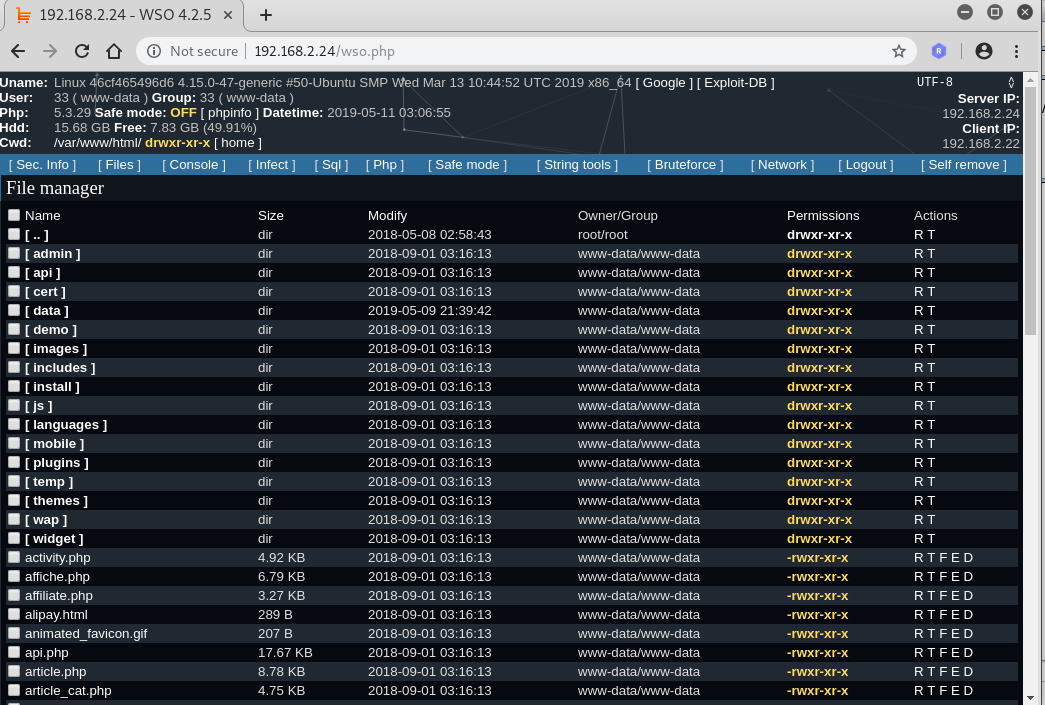 192.168.2.24 - WSO 4.2.5
Not secure 192.168.2.24/wso.php
Uname: Linux 46cf465496d6 4.15.0-47-generic #50-Ubuntu SMP Wed Mar 13 10:44:52 UTC 2019 x86_64 [ Google ] [ Exploit-DB ] UTF-8
User: 33 ( www-data ) Group: 33 ( www-data ) Server IP:
Php: 5.3.29 Safe mode: OFF [ phpinfo ] Datetime: 2019-05-11 03:06:55 192.168.2.24
Hdd: 15.68 GB Free: 7.83 GB (49.91%) Client IP:
Cwd: /var/www/html/ drwxr-xr-x [ home ] 192.168.2.22
[ Sec. Info ] [ Files ] [ Console ] [ Infect ] [ Sql ] [ Php ] [ Safe mode ] [ String tools ] [ Bruteforce ] [ Network ] [ Logout ] [ Self remove ]
File manager
Name Size Modify Owner/Group Permissions Actions
[ .. ] dir 2018-05-08 02:58:43 root/root drwxr-xr-x R T
[ admin ] dir 2018-09-01 03:16:13 www-data/www-data drwxr-xr-x R T
[ api ] dir 2018-09-01 03:16:13 www-data/www-data drwxr-xr-x R T
[ cert ] dir 2018-09-01 03:16:13 www-data/www-data drwxr-xr-x R T
[ data ] dir 2019-05-09 21:39:42 www-data/www-data drwxr-xr-x R T
[ demo ] dir 2018-09-01 03:16:13 www-data/www-data drwxr-xr-x R T
[ images ] dir 2018-09-01 03:16:13 www-data/www-data drwxr-xr-x R T
[ includes ] dir 2018-09-01 03:16:13 www-data/www-data drwxr-xr-x R T
[ install ] dir 2018-09-01 03:16:13 www-data/www-data drwxr-xr-x R T
[ js ] dir 2018-09-01 03:16:13 www-data/www-data drwxr-xr-x R T
[ languages ] dir 2018-09-01 03:16:13 www-data/www-data drwxr-xr-x R T
[ mobile ] dir 2018-09-01 03:16:13 www-data/www-data drwxr-xr-x R T
[ plugins ] dir 2018-09-01 03:16:13 www-data/www-data drwxr-xr-x R T
[ temp ] dir 2018-09-01 03:16:13 www-data/www-data drwxr-xr-x R T
[ themes ] dir 2018-09-01 03:16:13 www-data/www-data drwxr-xr-x R T
[ wap ] dir 2018-09-01 03:16:13 www-data/www-data drwxr-xr-x R T
[ widget ] dir 2018-09-01 03:16:13 www-data/www-data drwxr-xr-x R T
activity.php 4.92 KB 2018-09-01 03:16:13 www-data/www-data -rwxr-xr-x R T F E D
affiche.php 6.79 KB 2018-09-01 03:16:13 www-data/www-data -rwxr-xr-x R T F E D
affiliate.php 3.27 KB 2018-09-01 03:16:13 www-data/www-data -rwxr-xr-x R T F E D
alipay.html 289 B 2018-09-01 03:16:13 www-data/www-data -rwxr-xr-x R T F E D
animated_favicon.gif 207 B 2018-09-01 03:16:13 www-data/www-data -rwxr-xr-x R T F E D
api.php 17.67 KB 2018-09-01 03:16:13 www-data/www-data -rwxr-xr-x R T F E D
article.php 8.78 KB 2018-09-01 03:16:13 www-data/www-data -rwxr-xr-x R T F E D
article_cat.php 4.75 KB 2018-09-01 03:16:13 www-data/www-data -rwxr-xr-x R T F E D